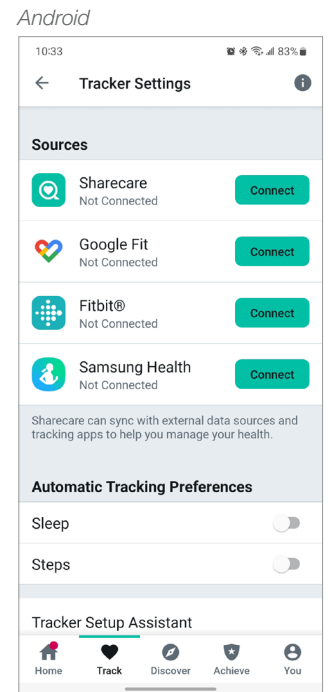 Android
10:33
83%
Tracker Settings
Sources
Sharecare
Not Connected
Connect
Google Fit
Not Connected
Connect
Fitbit®
Not Connected
Connect
Samsung Health
Not Connected
Connect
Sharecare can sync with external data sources and
tracking apps to help you manage your health.
Automatic Tracking Preferences
Sleep
Steps
Tracker Setup Assistant
Home Track Discover Achieve You